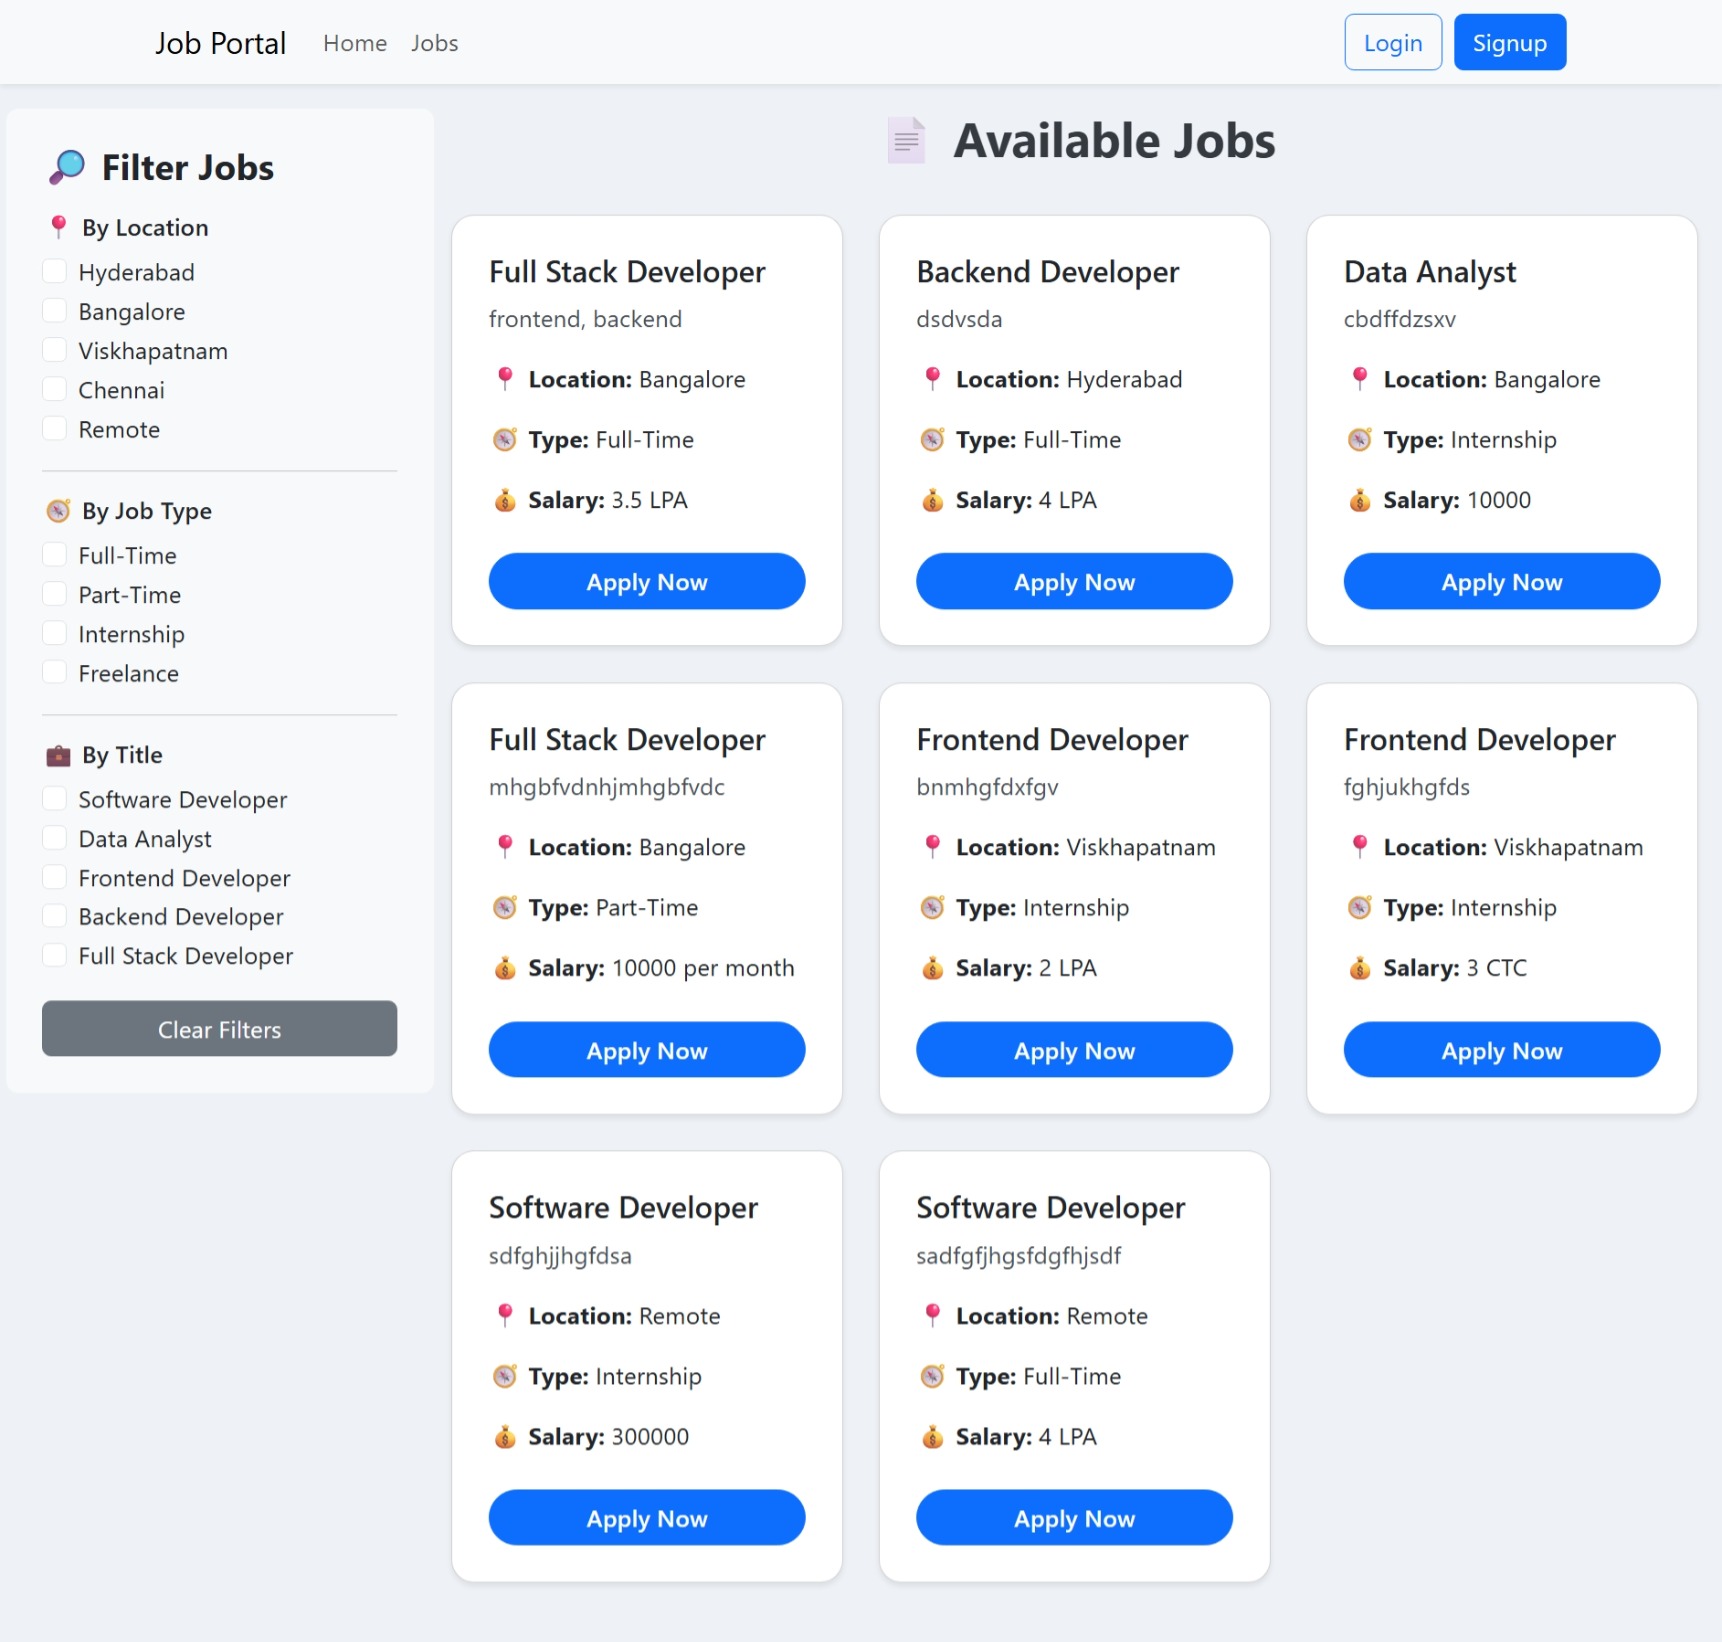 Job Portal Home Jobs Login Signup
Filter Jobs
By Location
Hyderabad
Bangalore
Viskhapatnam
Chennai
Remote
By Job Type
Full-Time
Part-Time
Internship
Freelance
By Title
Software Developer
Data Analyst
Frontend Developer
Backend Developer
Full Stack Developer
Clear Filters
Available Jobs
Full Stack Developer
frontend, backend
Location: Bangalore
Type: Full-Time
Salary: 3.5 LPA
Apply Now
Backend Developer
dsdvsda
Location: Hyderabad
Type: Full-Time
Salary: 4 LPA
Apply Now
Data Analyst
cbdffdzsxv
Location: Bangalore
Type: Internship
Salary: 10000
Apply Now
Full Stack Developer
mhgbfvdnhjmhgbfvdc
Location: Bangalore
Type: Part-Time
Salary: 10000 per month
Apply Now
Frontend Developer
bnmhgfdxfgv
Location: Viskhapatnam
Type: Internship
Salary: 2 LPA
Apply Now
Frontend Developer
fghjukhgfds
Location: Viskhapatnam
Type: Internship
Salary: 3 CTC
Apply Now
Software Developer
sdfghjjhgfdsa
Location: Remote
Type: Internship
Salary: 300000
Apply Now
Software Developer
sadfgfjhgsfdgfhjsdf
Location: Remote
Type: Full-Time
Salary: 4 LPA
Apply Now